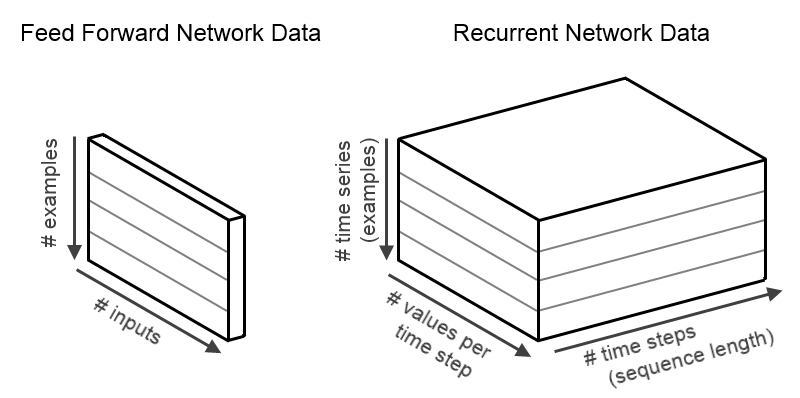 Feed Forward Network Data
Recurrent Network Data
# examples
# inputs
# time series
(examples)
# values per
time step
# time steps
(sequence length)